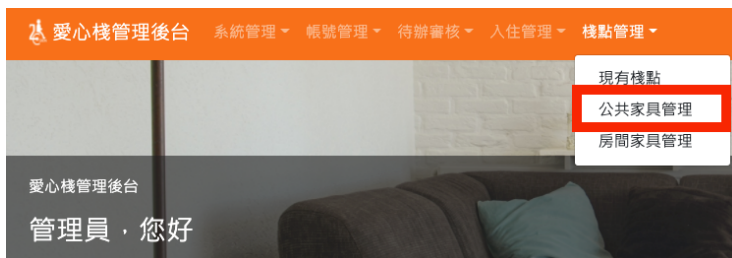 愛心棧管理後台 系統管理 帳號管理 待辦審核 入住管理 棧點管理
現有棧點
公共家具管理
房間家具管理
愛心棧管理後台
管理員，您好